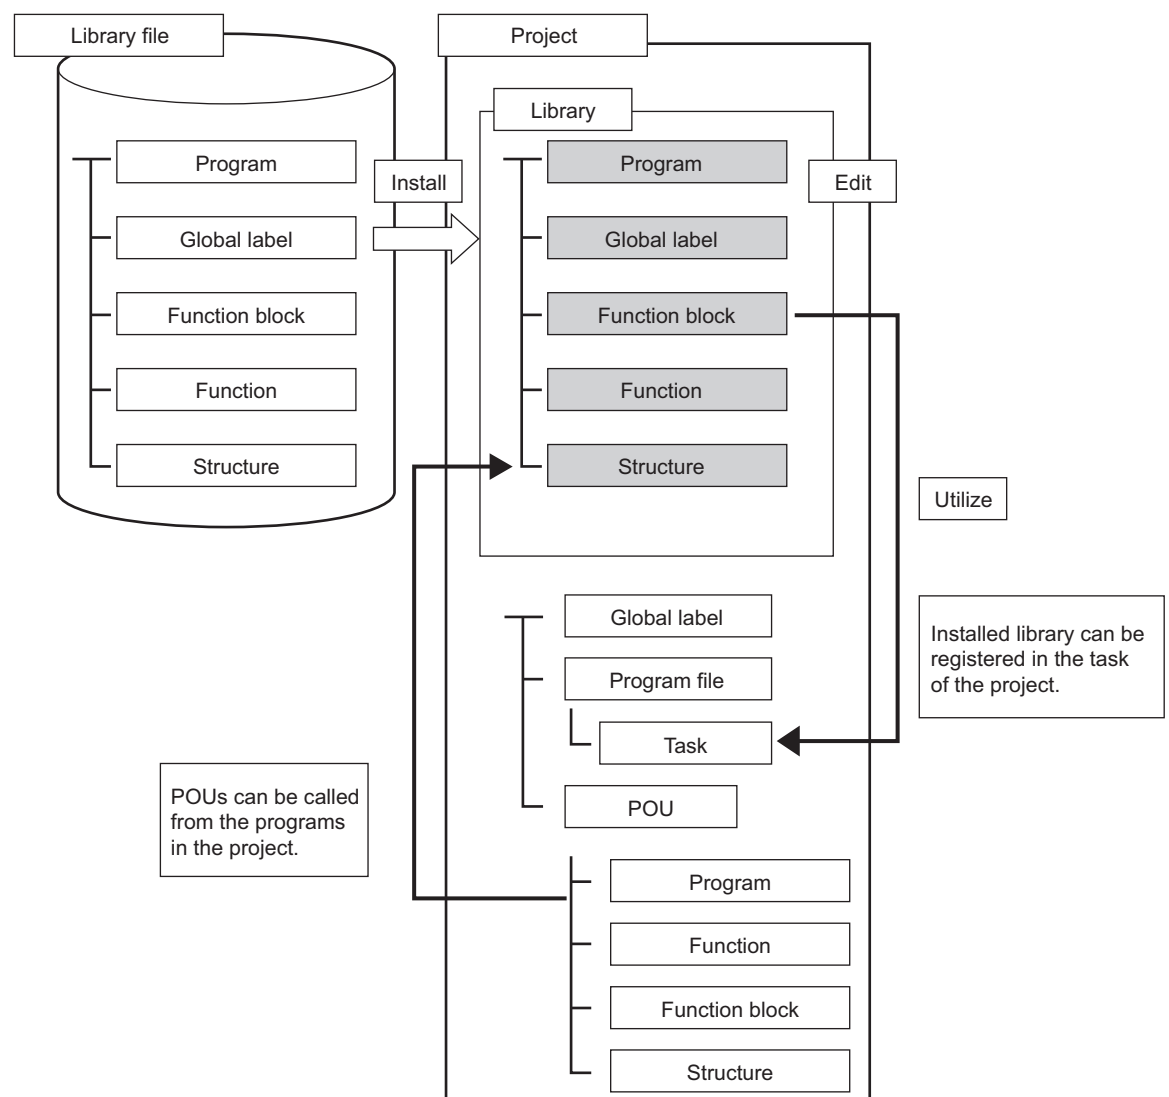 Library file
Project
Library
Program
Global label
Function block
Function
Structure
Install
Program
Global label
Function block
Function
Structure
Edit
Utilize
Installed library can be
registered in the task
of the project.
Global label
Program file
Task
POU
POUs can be called
from the programs
in the project.
Program
Function
Function block
Structure